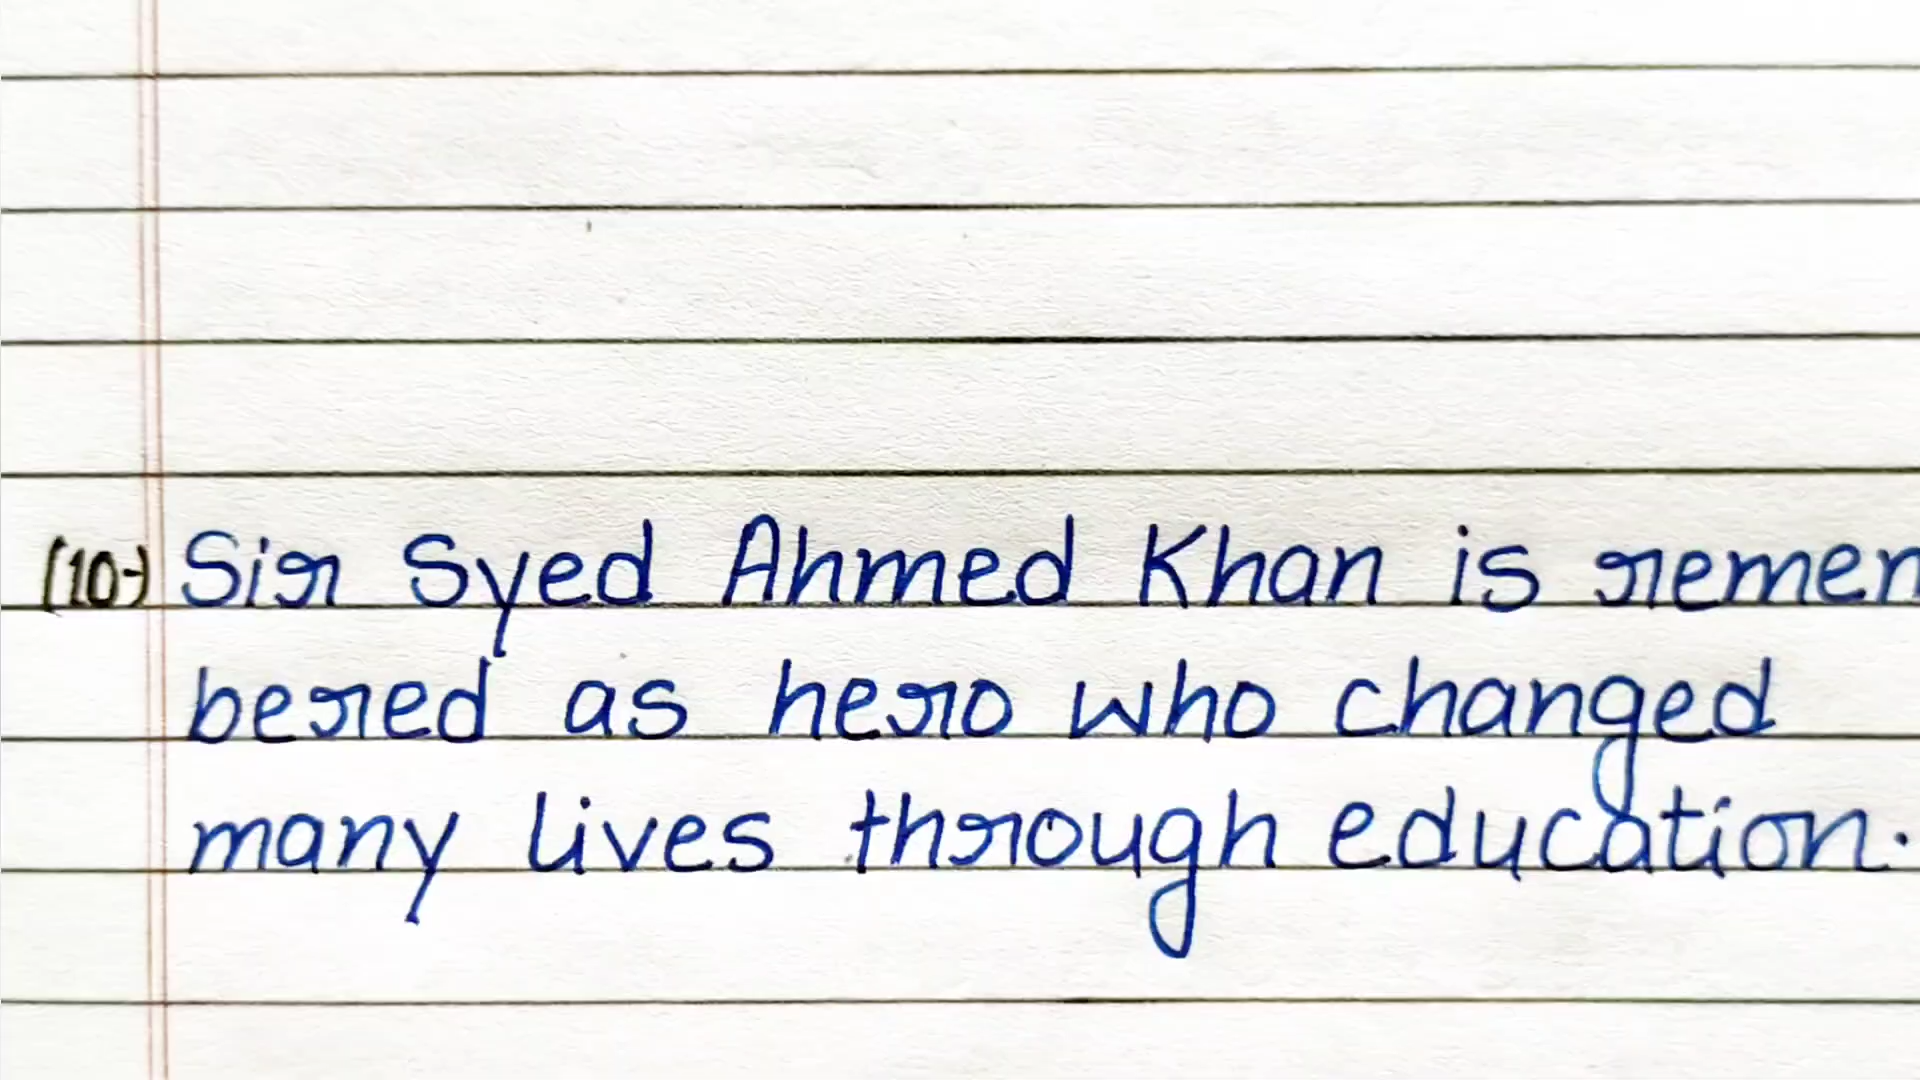 (10-) Sir Syed Ahmed Khan is remem
bered as hero who changed
many lives through education.